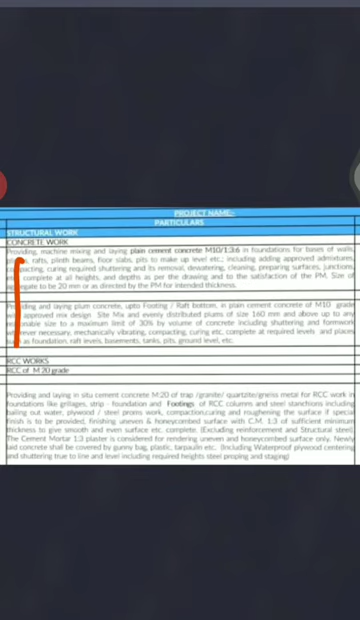 PROJECT NAME:-
PARTICULARS
STRUCTURAL WORK
CONCRETE WORK
Providing, machine mixing and laying plain cement concrete M10/1:3:6 in foundations for bases of walls,
rafts, plinth beams, floor slabs, pits to make up level etc.; including adding approved admixtures,
compacting, curing required shuttering and its removal, dewatering, cleaning, preparing surfaces, junctions,
complete at all heights, and depths as per the drawing and to the satisfaction of the PM. Size of
aggregate to be 20 mm or as directed by the PM for intended thickness.
Providing and laying plum concrete, upto Footing / Raft bottom, in plain cement concrete of M10 grade
approved mix design Site Mix and evenly distributed plums of size 160 mm and above up to any
size to a maximum limit of 30% by volume of concrete including shuttering and formwork
wherever necessary, mechanically vibrating, compacting, curing etc. complete at required levels and places
as foundation, raft levels, basements, tanks, pits, ground level, etc.
RCC WORKS
RCC of M 20 grade
Providing and laying in situ cement concrete M:20 of trap /granite/ quartzite/gneiss metal for RCC work in
foundations like grilages, strip - foundation and Footings of RCC columns and steel stanchions including
bailing out water, plywood / steel proms work, compaction,curing and roughening the surface if special
finish is to be provided, finishing uneven & honeycombed surface with C.M. 1:3 of sufficient minimum
thickness to give smooth and even surface etc. complete. (Excluding reinforcement and Structural steel).
The Cement Mortar 1:3 plaster is considered for rendering uneven and honeycombed surface only. Newly
laid concrete shall be covered by gunny bag, plastic, tarpaulin etc. (Including Waterproof plywood centering
and shuttering true to line and level including required heights steel proping and staging)